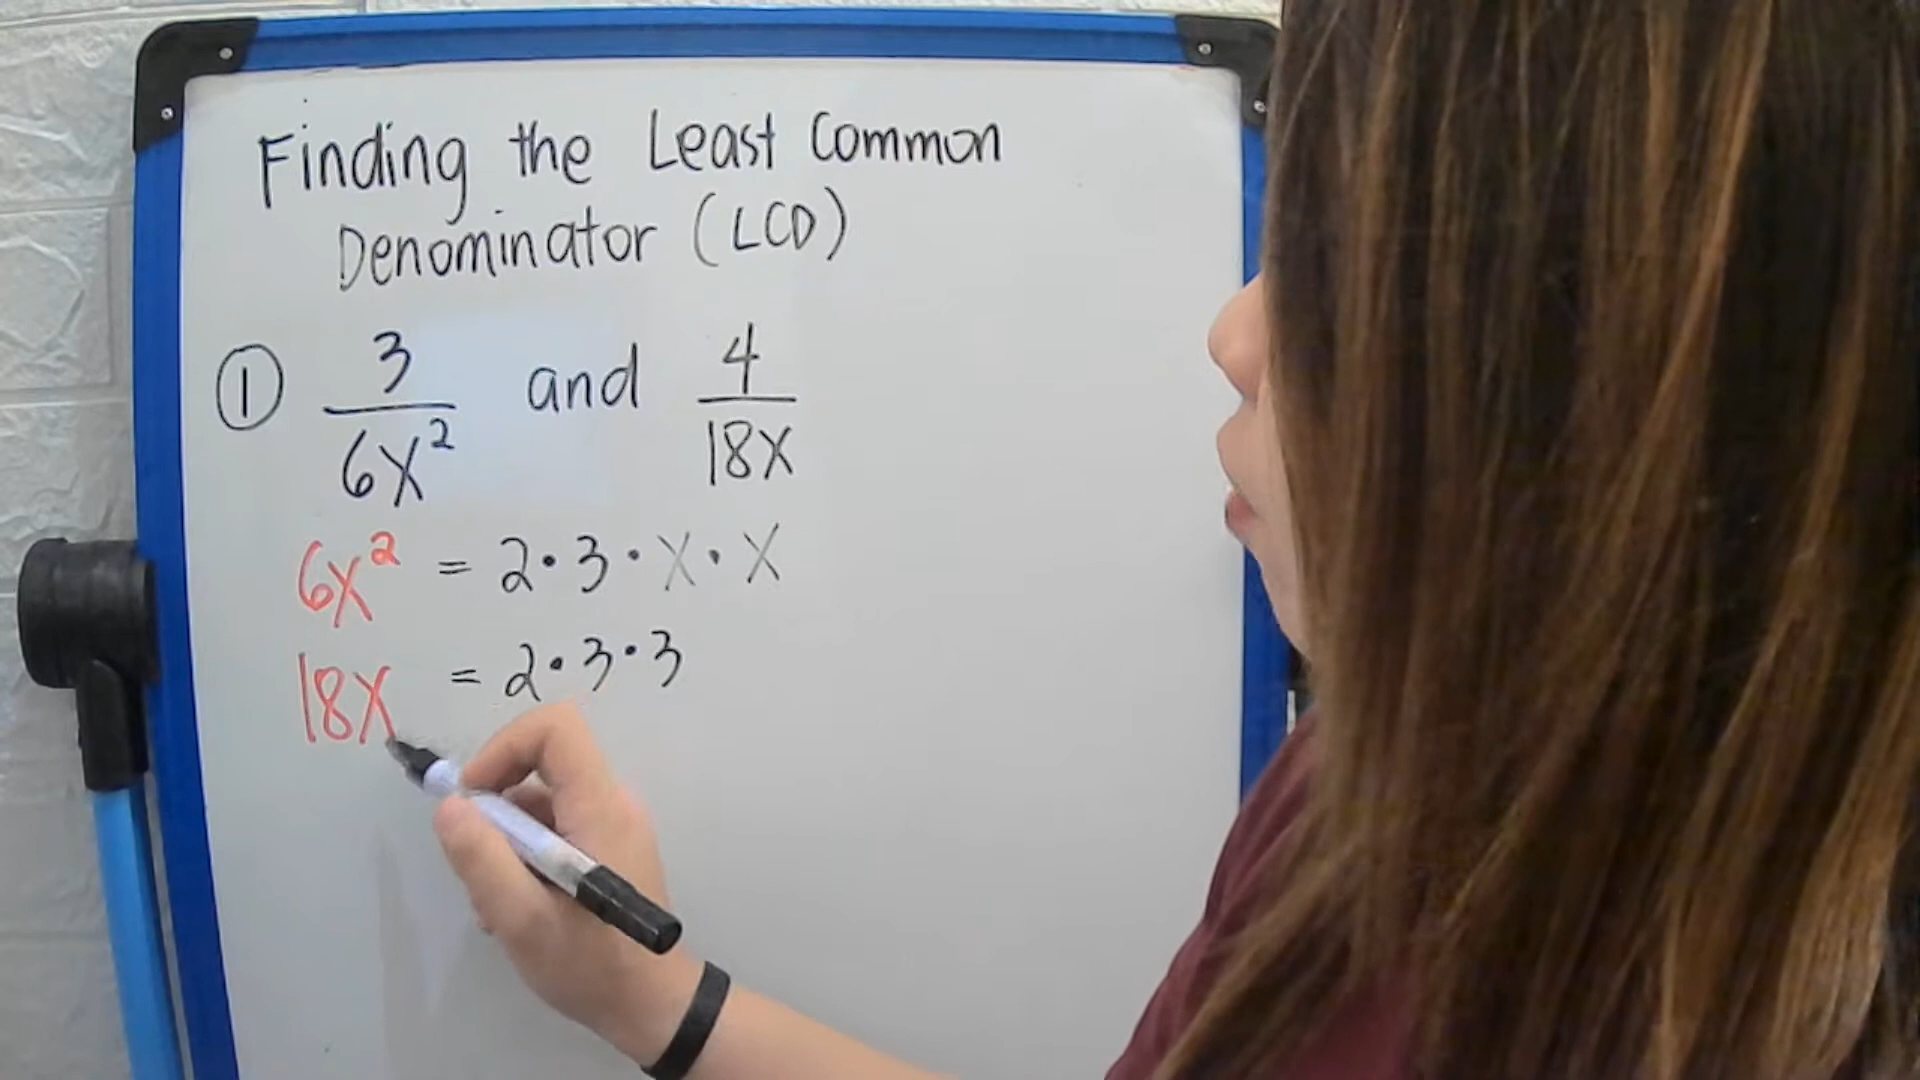 Finding the Least Common
Denominator (LCD)
① 3/6x² and 4/18x
6x² = 2·3·x·x
18x = 2·3·3